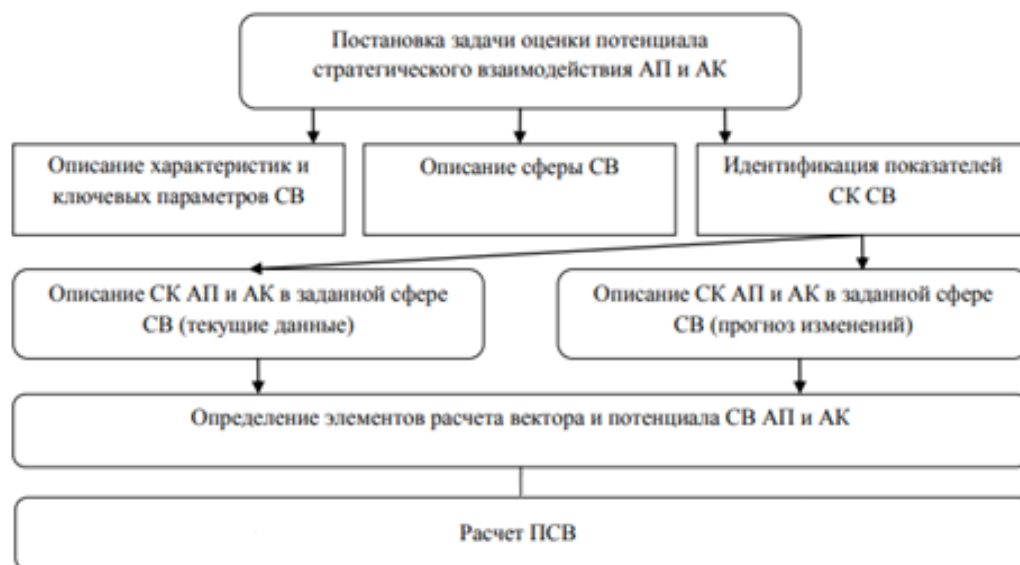 Постановка задачи оценки потенциала
стратегического взаимодействия АП и АК
Описание характеристик и
ключевых параметров СВ
Описание сферы СВ
Идентификация показателей
СК СВ
Описание СК АП и АК в заданной сфере
СВ (текущие данные)
Описание СК АП и АК в заданной сфере
СВ (прогноз изменений)
Определение элементов расчета вектора и потенциала СВ АП и АК
Расчет ПСВ